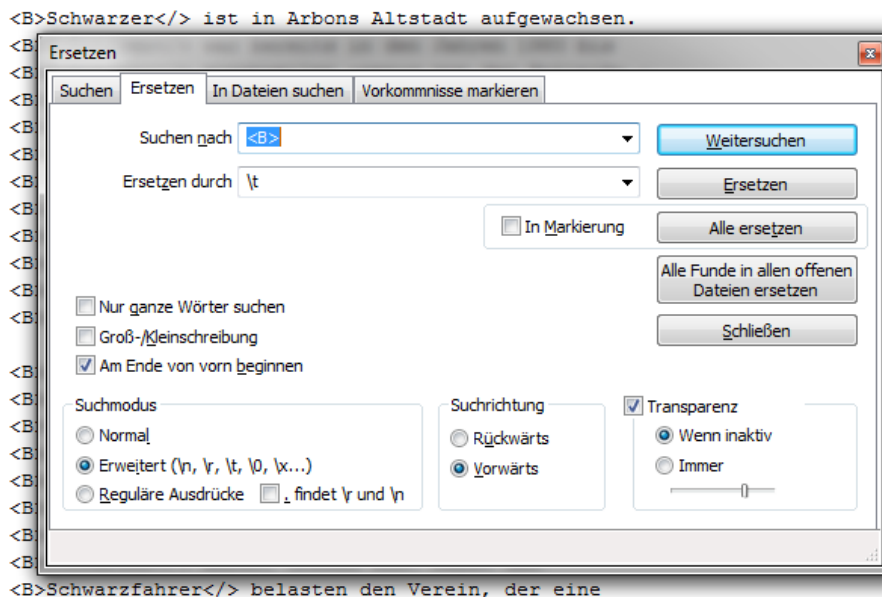 <B>Schwarzer</> ist in Arbons Altstadt aufgewachsen.
Ersetzen
Suchen
Ersetzen
In Dateien suchen
Vorkommnisse markieren
Suchen nach <B>
Weitersuchen
Ersetzen durch \t
Ersetzen
In Markierung
Alle ersetzen
Alle Funde in allen offenen
Dateien ersetzen
Nur ganze Wörter suchen
Groß-/Kleinschreibung
Schließen
Am Ende von vorn beginnen
Suchmodus
Normal
Erweitert (\n, \r, \t, \0, \x...)
Reguläre Ausdrücke
. findet \r und \n
Suchrichtung
Rückwärts
Vorwärts
Transparenz
Wenn inaktiv
Immer
<B>Schwarzfahrer</> belasten den Verein, der eine